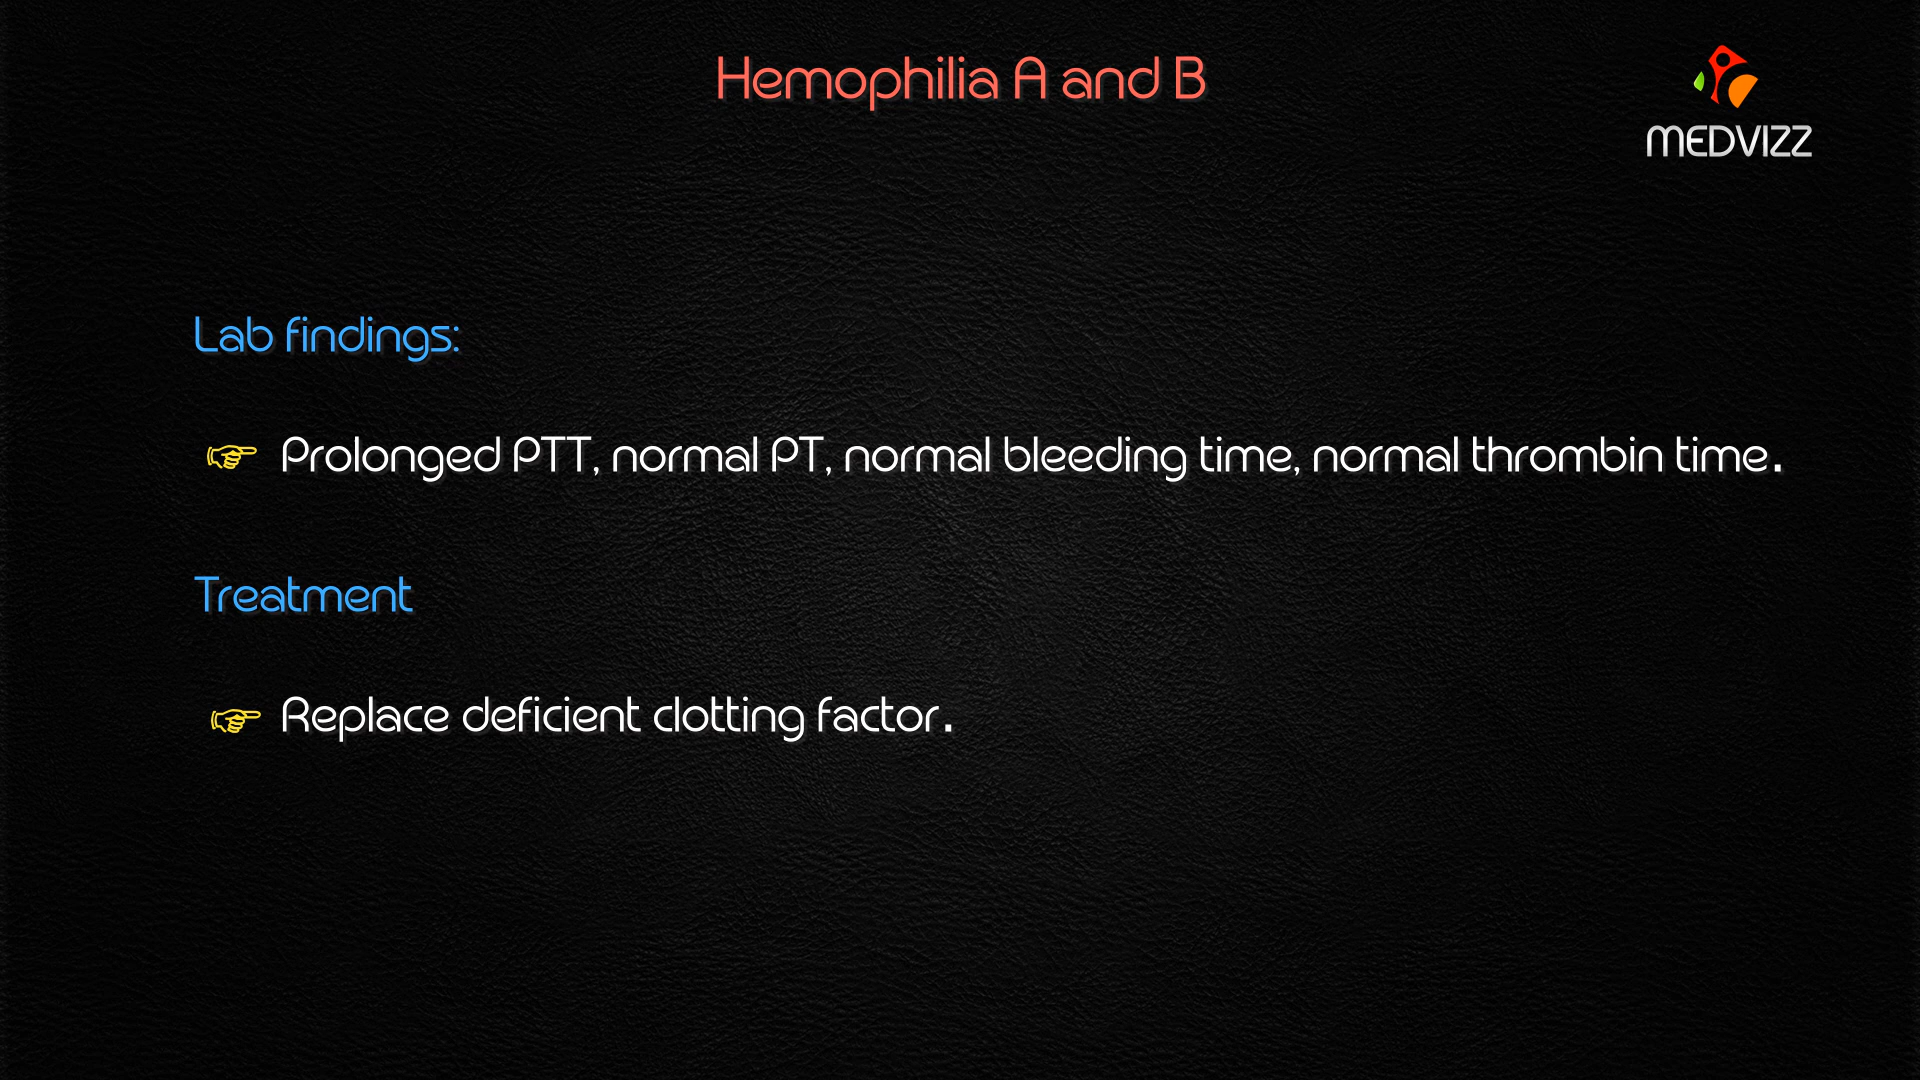 Hemophilia A and B
MEDVIZZ
Lab findings:
☞ Prolonged PTT, normal PT, normal bleeding time, normal thrombin time.
Treatment
☞ Replace deficient clotting factor.